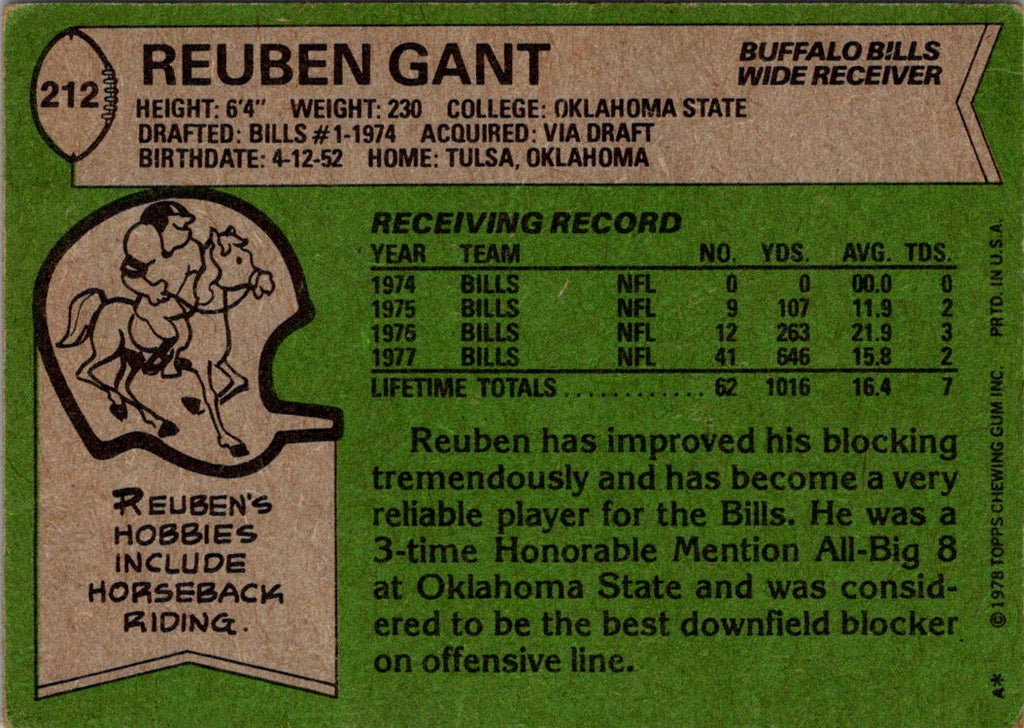 212
REUBEN GANT
BUFFALO BILLS
WIDE RECEIVER
HEIGHT: 6'4" WEIGHT: 230 COLLEGE: OKLAHOMA STATE
DRAFTED: BILLS #1-1974 ACQUIRED: VIA DRAFT
BIRTHDATE: 4-12-52 HOME: TULSA, OKLAHOMA
RECEIVING RECORD
YEAR TEAM NO. YDS. AVG. TDS.
1974 BILLS NFL 0 0 00.0 0
1975 BILLS NFL 9 107 11.9 2
1976 BILLS NFL 12 263 21.9 3
1977 BILLS NFL 41 646 15.8 2
LIFETIME TOTALS ............ 62 1016 16.4 7
Reuben has improved his blocking
tremendously and has become a very
reliable player for the Bills. He was a
3-time Honorable Mention All-Big 8
at Oklahoma State and was consid-
ered to be the best downfield blocker
on offensive line.
REUBEN'S
HOBBIES
INCLUDE
HORSEBACK
RIDING.
A* © 1978 TOPPS CHEWING GUM INC. PRTD. IN U.S.A.